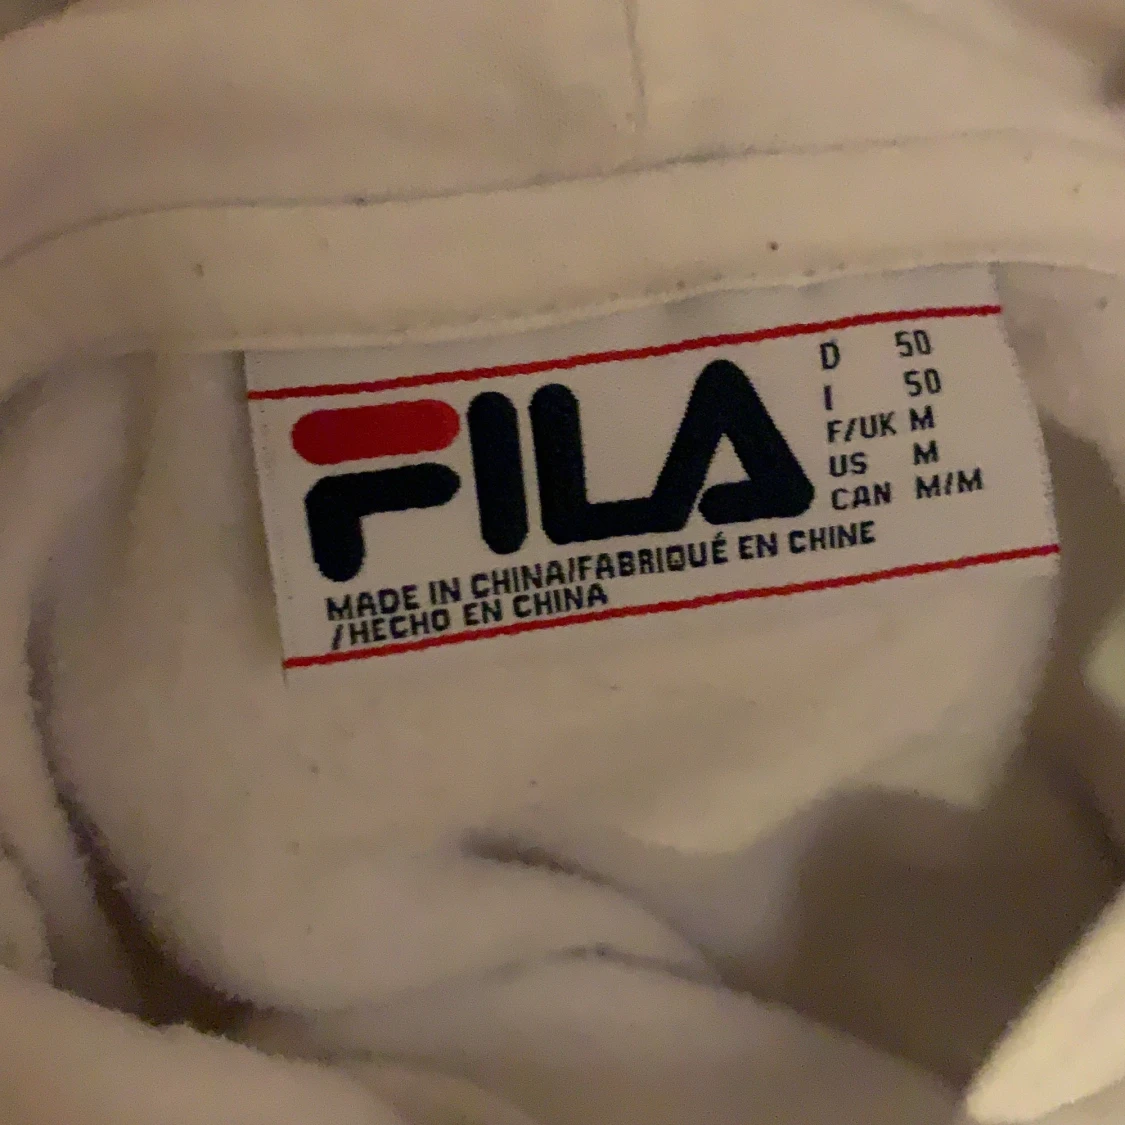 FILA
D 50
I 50
F/UK M
US M
CAN M/M
MADE IN CHINA/FABRIQUÉ EN CHINE
/HECHO EN CHINA